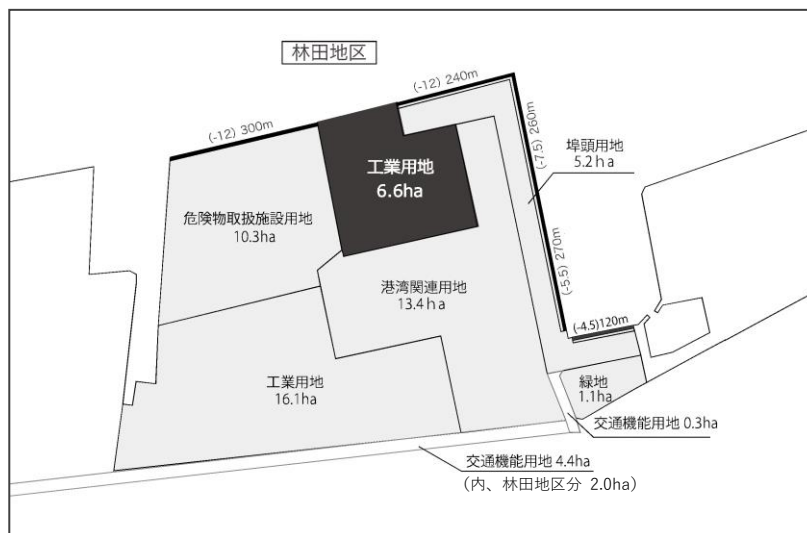 林田地区
(-12) 240m
(-12) 300m
(-7.5) 260m
埠頭用地
5.2ha
工業用地
6.6ha
危険物取扱施設用地
10.3ha
(-5.5) 270m
港湾関連用地
13.4ha
(-4.5)120m
工業用地
16.1ha
緑地
1.1ha
交通機能用地 0.3ha
交通機能用地 4.4ha
(内、林田地区分 2.0ha)